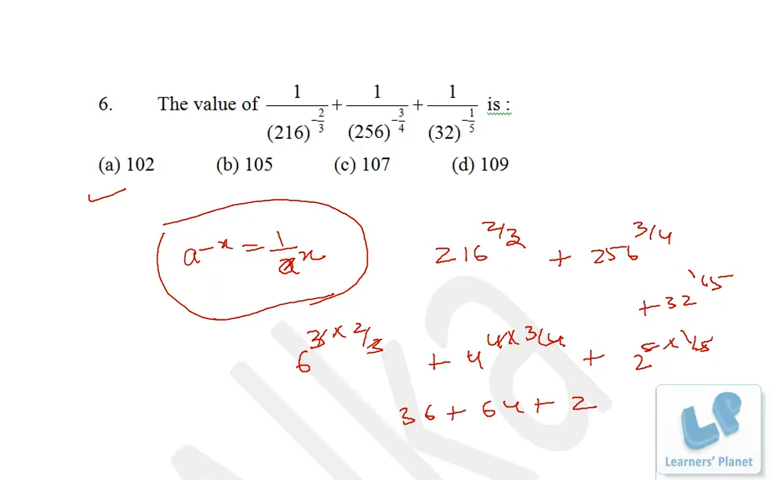 6. The value of 1/(216)^(-2/3) + 1/(256)^(-3/4) + 1/(32)^(-1/5) is :
(a) 102 (b) 105 (c) 107 (d) 109
a^(-x) = 1/a^x
216^(2/3) + 256^(3/4)
+ 32^(1/5)
6^(3×2/3) + 4^(4×3/4) + 2^(5×1/5)
36 + 64 + 2
LP
Learners' Planet